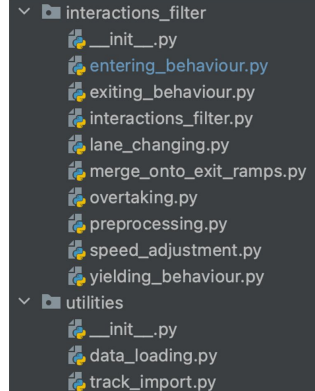 interactions_filter
__init__.py
entering_behaviour.py
exiting_behaviour.py
interactions_filter.py
lane_changing.py
merge_onto_exit_ramps.py
overtaking.py
preprocessing.py
speed_adjustment.py
yielding_behaviour.py
utilities
__init__.py
data_loading.py
track_import.py